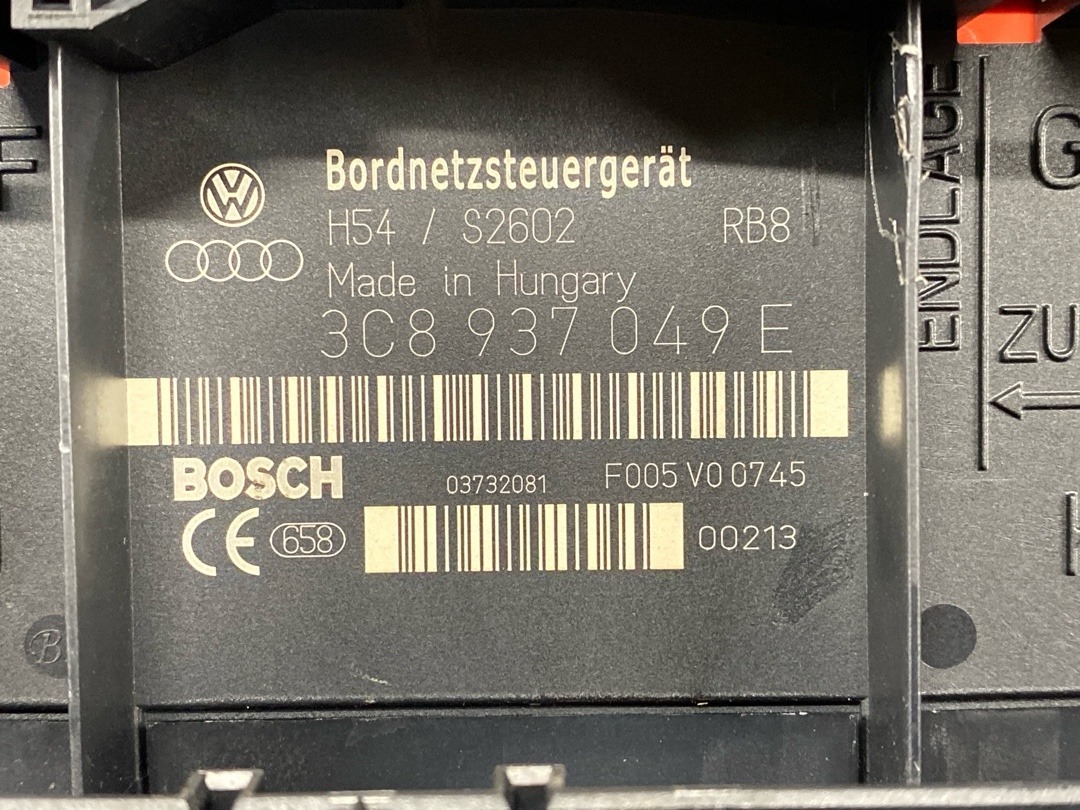 Bordnetzsteuergerät
H54 / S2602 RB8
Made in Hungary
3C8 937 049 E
BOSCH 03732081 F005 V0 0745
CE 658 00213
ENDLAGE
G
ZU
F
B